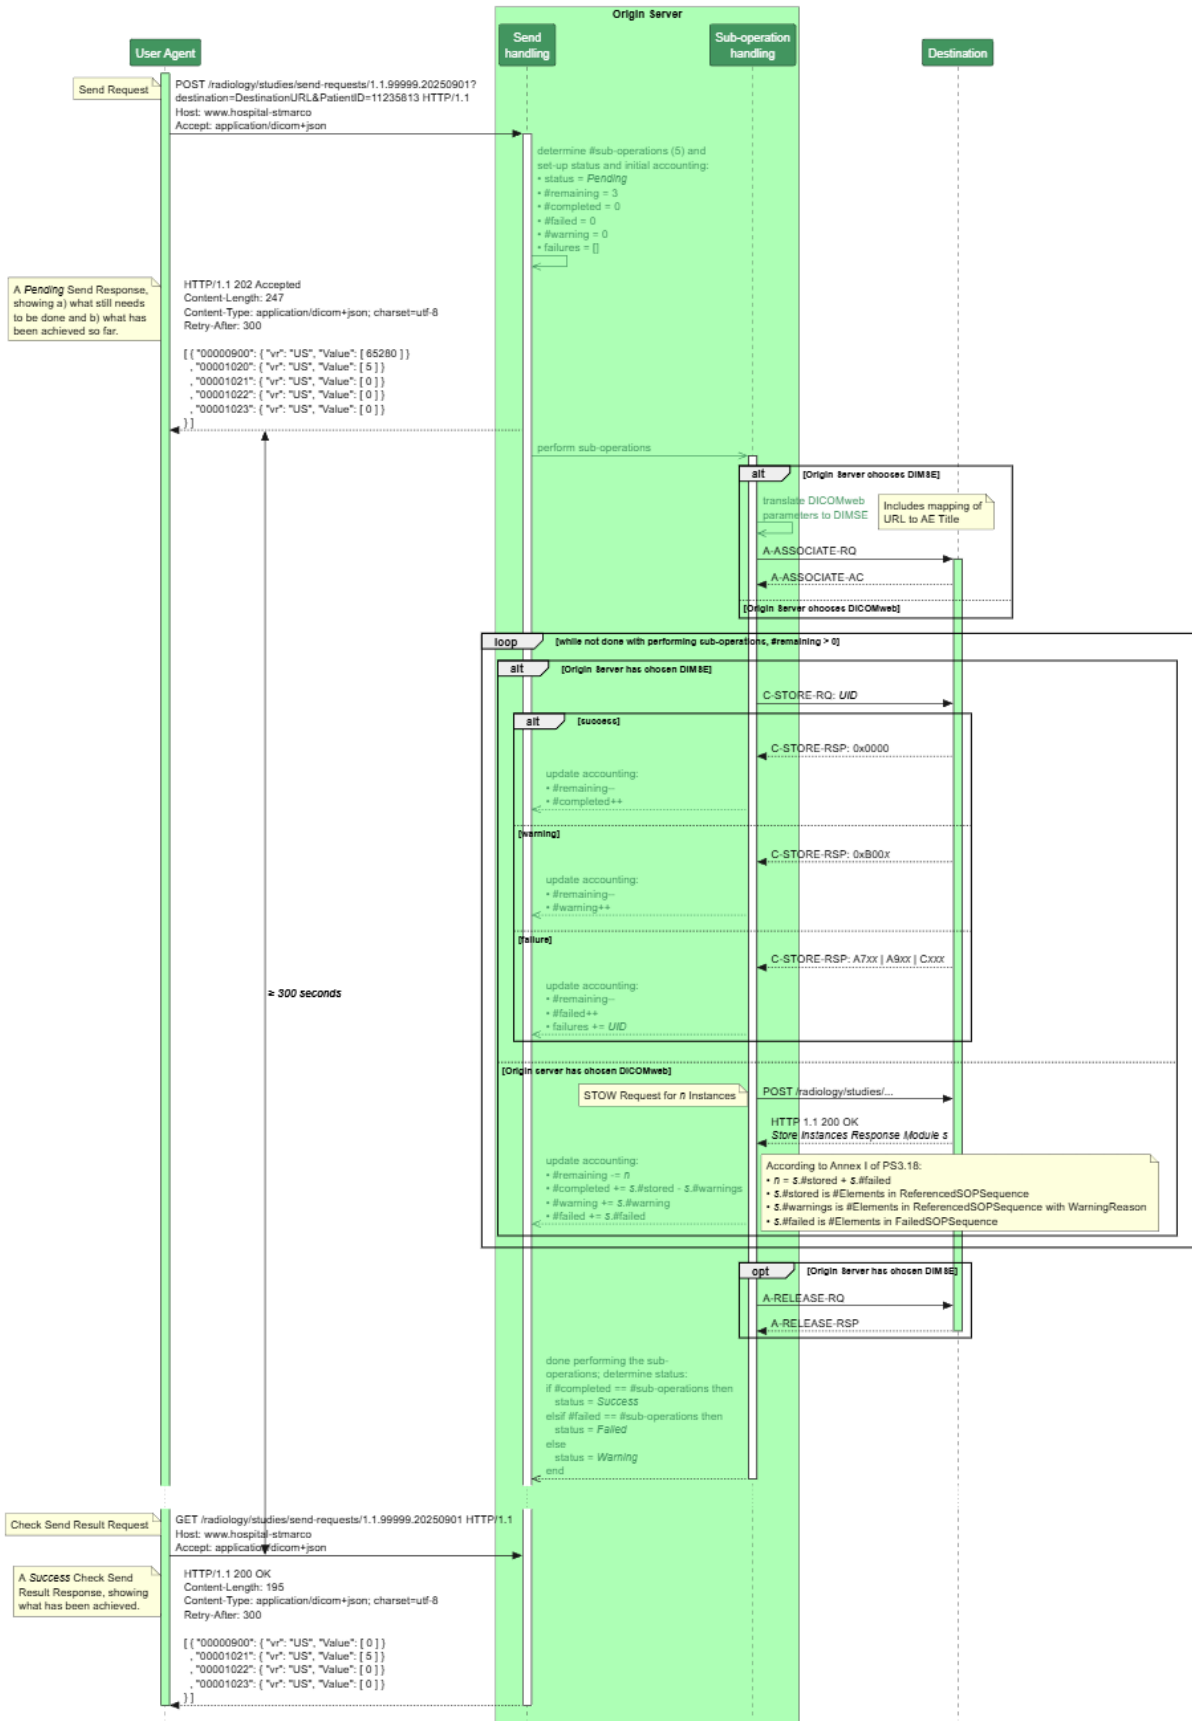 Origin Server
User Agent
Send
handling
Sub-operation
handling
Destination
Send Request
POST /radiology/studies/send-requests/1.1.99999.20250901?
destination=DestinationURL&PatientID=11235813 HTTP/1.1
Host: www.hospital-stmarco
Accept: application/dicom+json
determine #sub-operations (5) and
set-up status and initial accounting:
• status = Pending
• #remaining = 3
• #completed = 0
• #failed = 0
• #warning = 0
• failures = []
A Pending Send Response,
showing a) what still needs
to be done and b) what has
been achieved so far.
HTTP/1.1 202 Accepted
Content-Length: 247
Content-Type: application/dicom+json; charset=utf-8
Retry-After: 300
[ { "00000900": { "vr": "US", "Value": [ 65280 ] }
, "00001020": { "vr": "US", "Value": [ 5 ] }
, "00001021": { "vr": "US", "Value": [ 0 ] }
, "00001022": { "vr": "US", "Value": [ 0 ] }
, "00001023": { "vr": "US", "Value": [ 0 ] }
} ]
perform sub-operations
alt
[Origin Server chooses DIMSE]
translate DICOMweb
parameters to DIMSE
Includes mapping of
URL to AE Title
A-ASSOCIATE-RQ
A-ASSOCIATE-AC
[Origin Server chooses DICOMweb]
loop
[while not done with performing sub-operations, #remaining > 0]
alt
[Origin Server has chosen DIMSE]
C-STORE-RQ: UID
alt
[success]
C-STORE-RSP: 0x0000
update accounting:
• #remaining--
• #completed++
[warning]
C-STORE-RSP: 0xB00x
update accounting:
• #remaining--
• #warning++
[failure]
C-STORE-RSP: A7xx | A9xx | Cxxx
update accounting:
• #remaining--
• #failed++
• failures += UID
≥ 300 seconds
[Origin server has chosen DICOMweb]
STOW Request for n Instances
POST /radiology/studies/...
HTTP 1.1 200 OK
Store Instances Response Module s
update accounting:
• #remaining -= n
• #completed += s.#stored - s.#warnings
• #warning += s.#warning
• #failed += s.#failed
According to Annex I of PS3.18:
• n = s.#stored + s.#failed
• s.#stored is #Elements in ReferencedSOPSequence
• s.#warnings is #Elements in ReferencedSOPSequence with WarningReason
• s.#failed is #Elements in FailedSOPSequence
opt
[Origin Server has chosen DIMSE]
A-RELEASE-RQ
A-RELEASE-RSP
done performing the sub-
operations; determine status:
if #completed == #sub-operations then
status = Success
elsif #failed == #sub-operations then
status = Failed
else
status = Warning
end
Check Send Result Request
GET /radiology/studies/send-requests/1.1.99999.20250901 HTTP/1.1
Host: www.hospital-stmarco
Accept: application/dicom+json
A Success Check Send
Result Response, showing
what has been achieved.
HTTP/1.1 200 OK
Content-Length: 195
Content-Type: application/dicom+json; charset=utf-8
Retry-After: 300
[ { "00000900": { "vr": "US", "Value": [ 0 ] }
, "00001021": { "vr": "US", "Value": [ 5 ] }
, "00001022": { "vr": "US", "Value": [ 0 ] }
, "00001023": { "vr": "US", "Value": [ 0 ] }
} ]